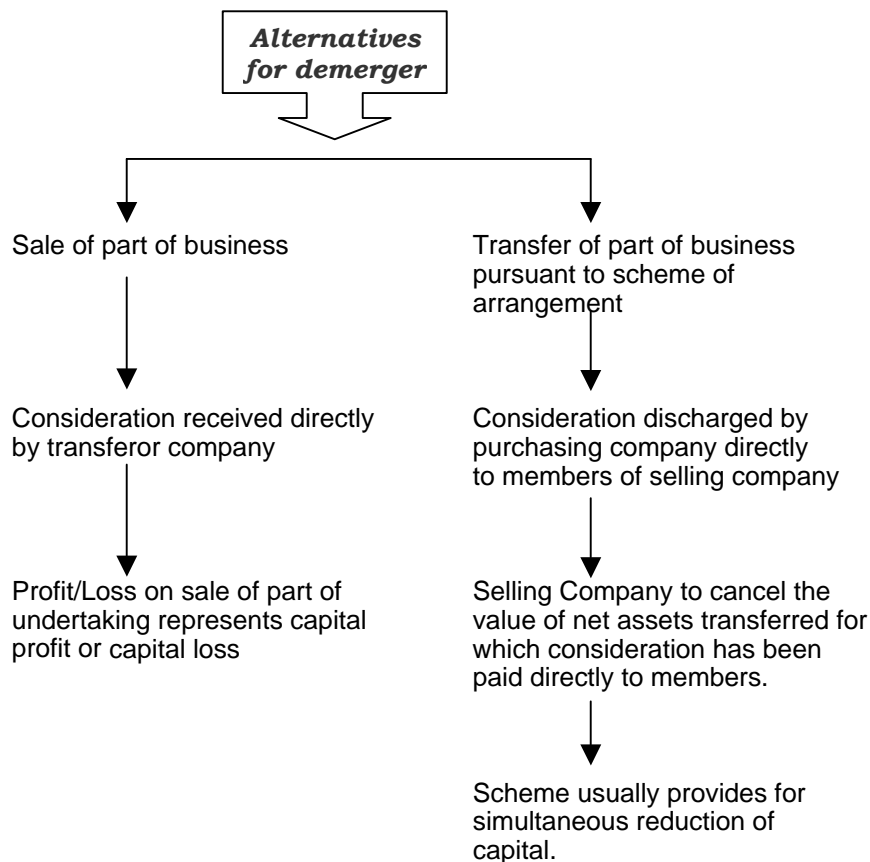 Alternatives
for demerger
Sale of part of business
Consideration received directly
by transferor company
Profit/Loss on sale of part of
undertaking represents capital
profit or capital loss
Transfer of part of business
pursuant to scheme of
arrangement
Consideration discharged by
purchasing company directly
to members of selling company
Selling Company to cancel the
value of net assets transferred for
which consideration has been
paid directly to members.
Scheme usually provides for
simultaneous reduction of
capital.